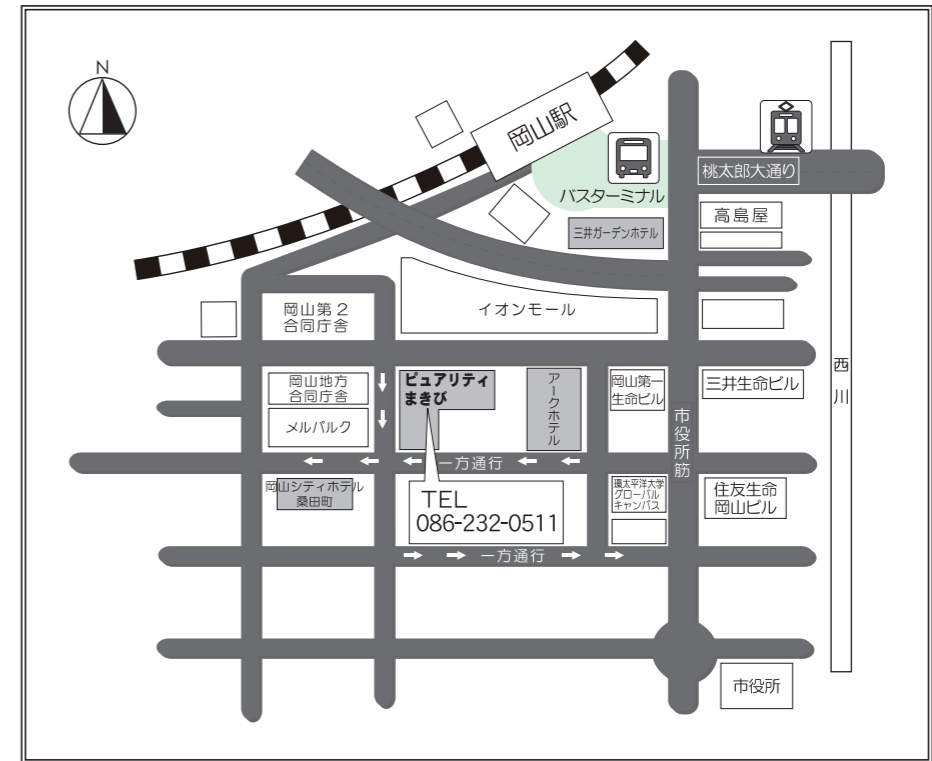 N
岡山駅
桃太郎大通り
バスターミナル
高島屋
三井ガーデンホテル
岡山第2
合同庁舎
イオンモール
西川
岡山地方
合同庁舎
ピュアリティ
まきび
アークホテル
岡山第一
生命ビル
三井生命ビル
メルパルク
市役所筋
一方通行
岡山シティホテル
桑田町
TEL
086-232-0511
環太平洋大学
グローバル
キャンパス
住友生命
岡山ビル
一方通行
市役所